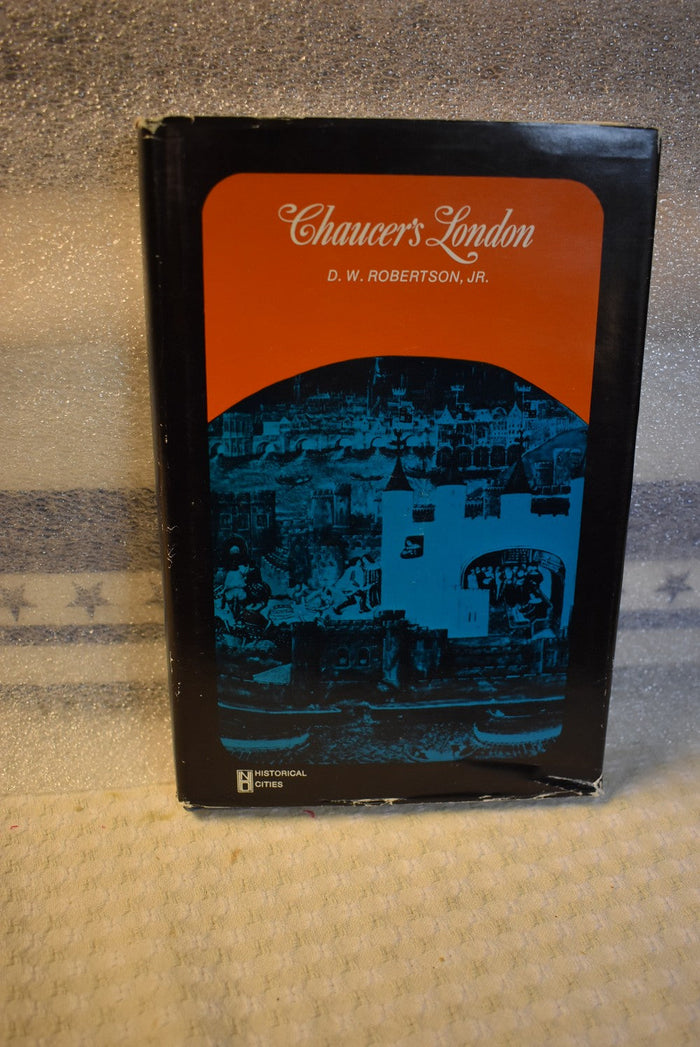 Chaucer's London
D. W. ROBERTSON, JR.
HISTORICAL
CITIES